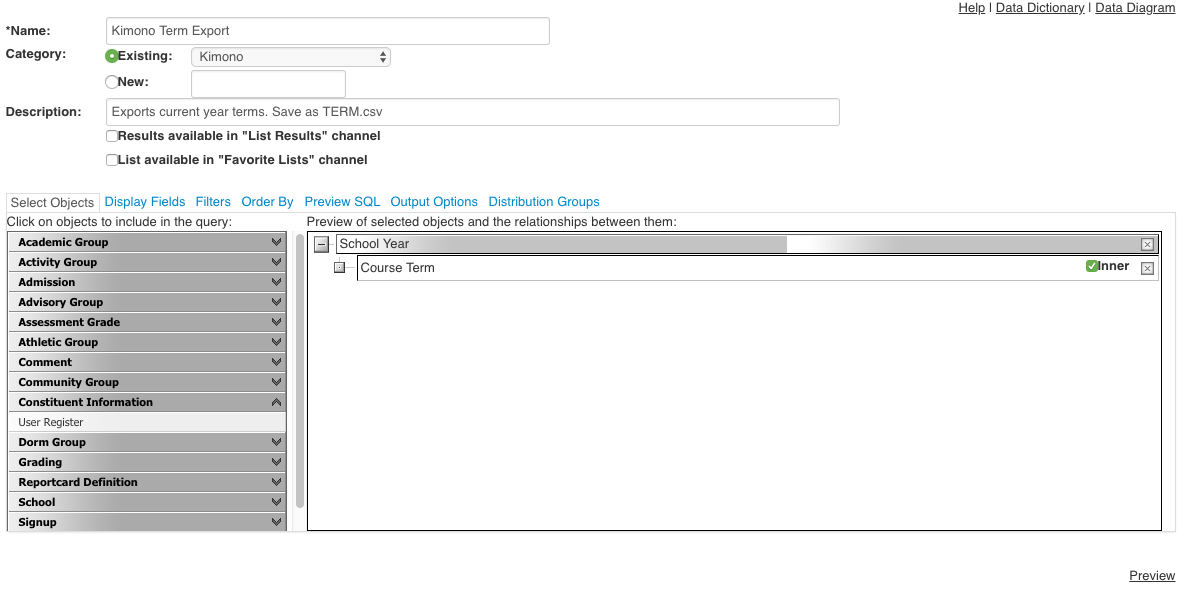 Help | Data Dictionary | Data Diagram
*Name: Kimono Term Export
Category: Existing: Kimono
New:
Description: Exports current year terms. Save as TERM.csv
Results available in "List Results" channel
List available in "Favorite Lists" channel
Select Objects Display Fields Filters Order By Preview SQL Output Options Distribution Groups
Click on objects to include in the query: Preview of selected objects and the relationships between them:
Academic Group
Activity Group
Admission
Advisory Group
Assessment Grade
Athletic Group
Comment
Community Group
Constituent Information
User Register
Dorm Group
Grading
Reportcard Definition
School
Signup
School Year
Course Term Inner
Preview